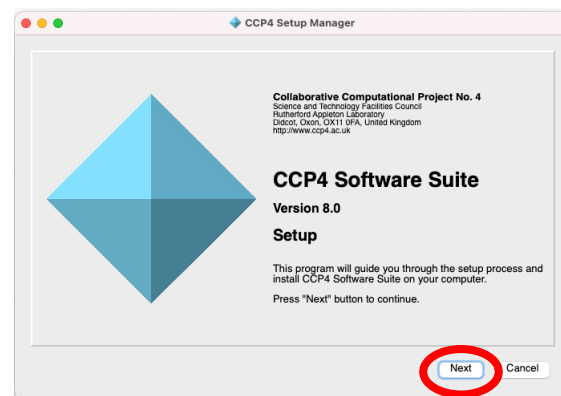 CCP4 Setup Manager
Collaborative Computational Project No. 4
Science and Technology Facilities Council
Rutherford Appleton Laboratory
Didcot, Oxon, OX11 0FA, United Kingdom
http://www.ccp4.ac.uk
CCP4 Software Suite
Version 8.0
Setup
This program will guide you through the setup process and
install CCP4 Software Suite on your computer.
Press "Next" button to continue.
Next Cancel